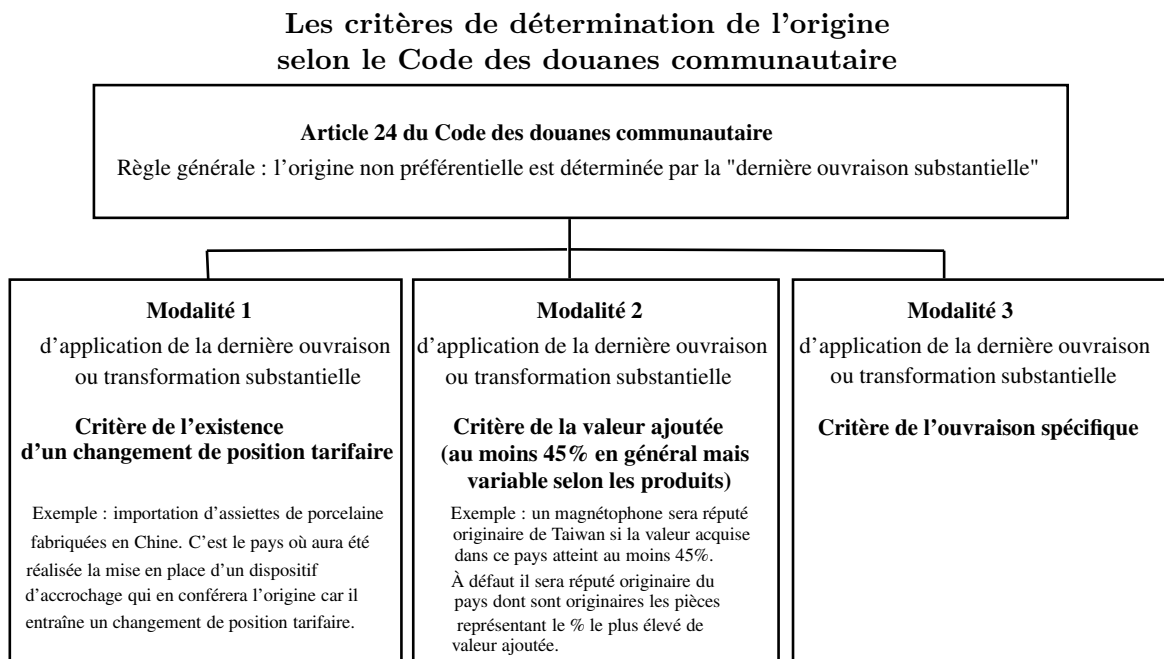 Les critères de détermination de l'origine
selon le Code des douanes communautaire
Article 24 du Code des douanes communautaire
Règle générale : l'origine non préférentielle est déterminée par la "dernière ouvraison substantielle"
Modalité 1
d'application de la dernière ouvraison
ou transformation substantielle
Critère de l'existence
d'un changement de position tarifaire
Exemple : importation d'assiettes de porcelaine
fabriquées en Chine. C'est le pays où aura été
réalisée la mise en place d'un dispositif
d'accrochage qui en conférera l'origine car il
entraîne un changement de position tarifaire.
Modalité 2
d'application de la dernière ouvraison
ou transformation substantielle
Critère de la valeur ajoutée
(au moins 45% en général mais
variable selon les produits)
Exemple : un magnétophone sera réputé
originaire de Taiwan si la valeur acquise
dans ce pays atteint au moins 45%.
À défaut il sera réputé originaire du
pays dont sont originaires les pièces
représentant le % le plus élevé de
valeur ajoutée.
Modalité 3
d'application de la dernière ouvraison
ou transformation substantielle
Critère de l'ouvraison spécifique